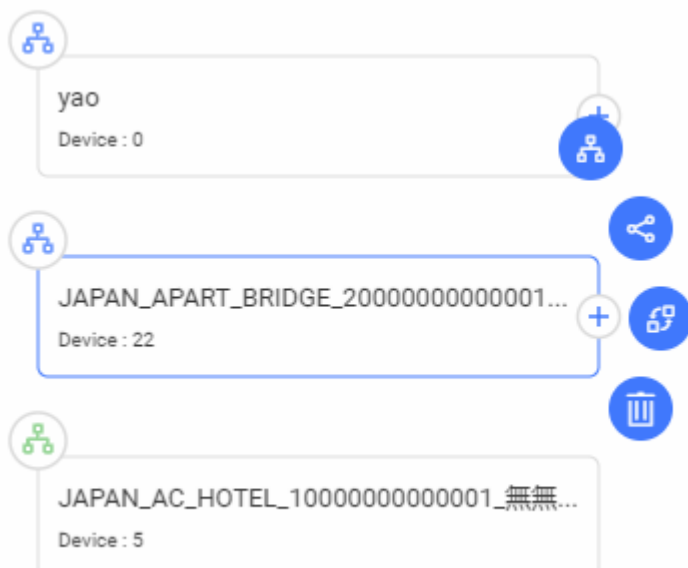 yao
Device : 0
JAPAN_APART_BRIDGE_20000000000001...
Device : 22
JAPAN_AC_HOTEL_10000000000001_無無...
Device : 5